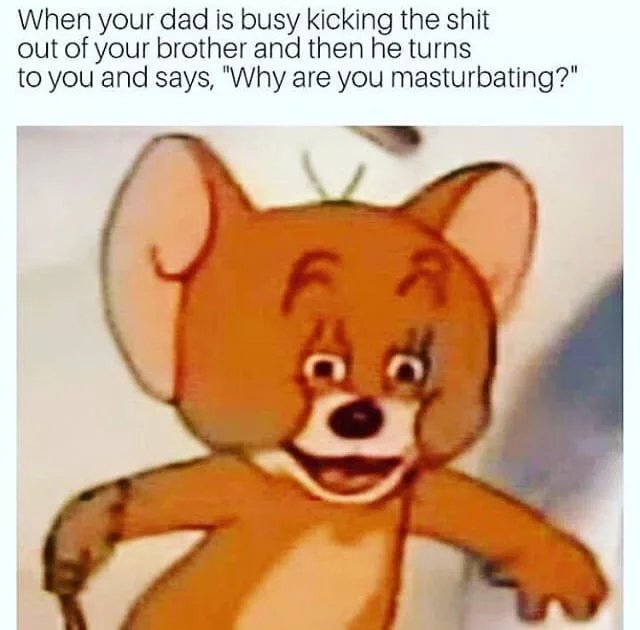 When your dad is busy kicking the shit
out of your brother and then he turns
to you and says, "Why are you masturbating?"